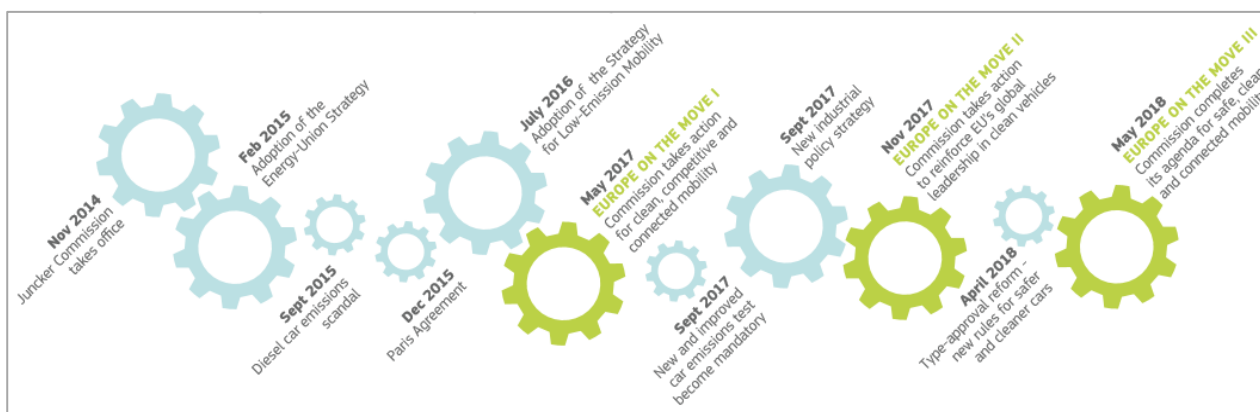 Nov 2014
Juncker Commission
takes office
Feb 2015
Adoption of the
Energy-Union Strategy
Sept 2015
Diesel car emissions
scandal
Dec 2015
Paris Agreement
July 2016
Adoption of the Strategy
for Low-Emission Mobility
May 2017
EUROPE ON THE MOVE I
Commission takes action
for clean, competitive and
connected mobility
Sept 2017
New and improved
car emissions test
become mandatory
Sept 2017
New industrial
policy strategy
Nov 2017
EUROPE ON THE MOVE II
Commission takes action
to reinforce EU's global
leadership in clean vehicles
April 2018
Type-approval reform -
new rules for safer
and cleaner cars
May 2018
EUROPE ON THE MOVE III
Commission completes
its agenda for safe, clean
and connected mobility